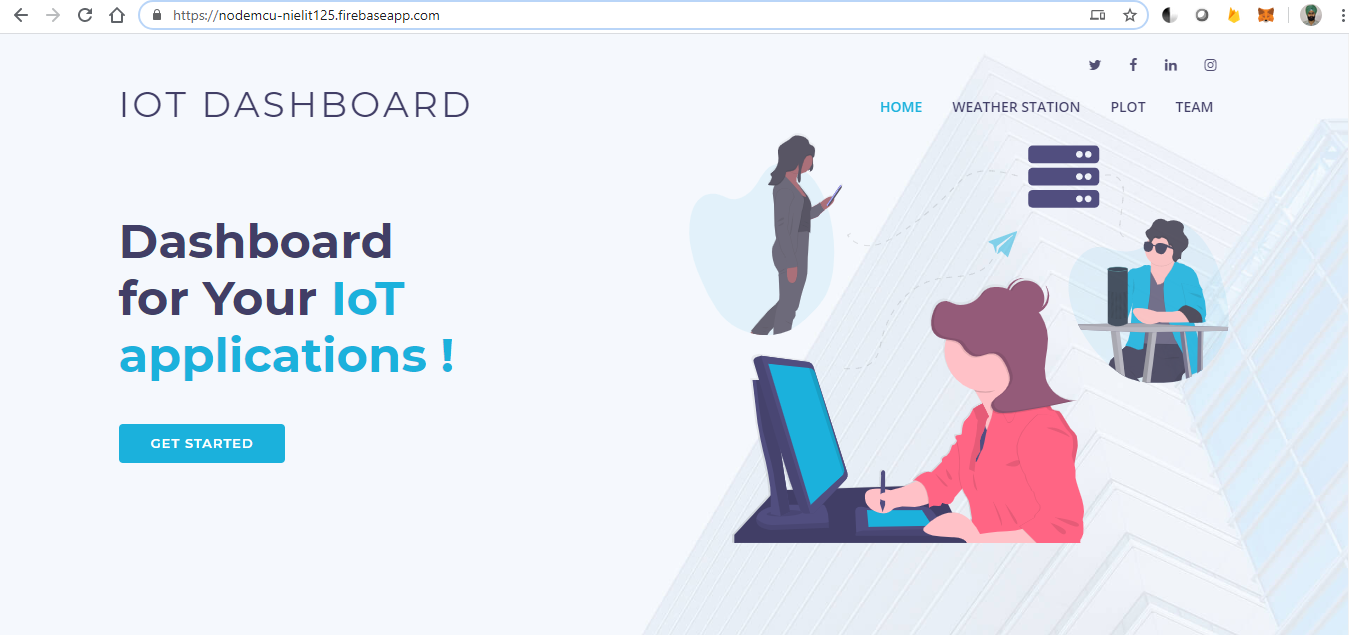 https://nodemcu-nielit125.firebaseapp.com
IOT DASHBOARD
HOME WEATHER STATION PLOT TEAM
Dashboard
for Your IoT
applications !
GET STARTED